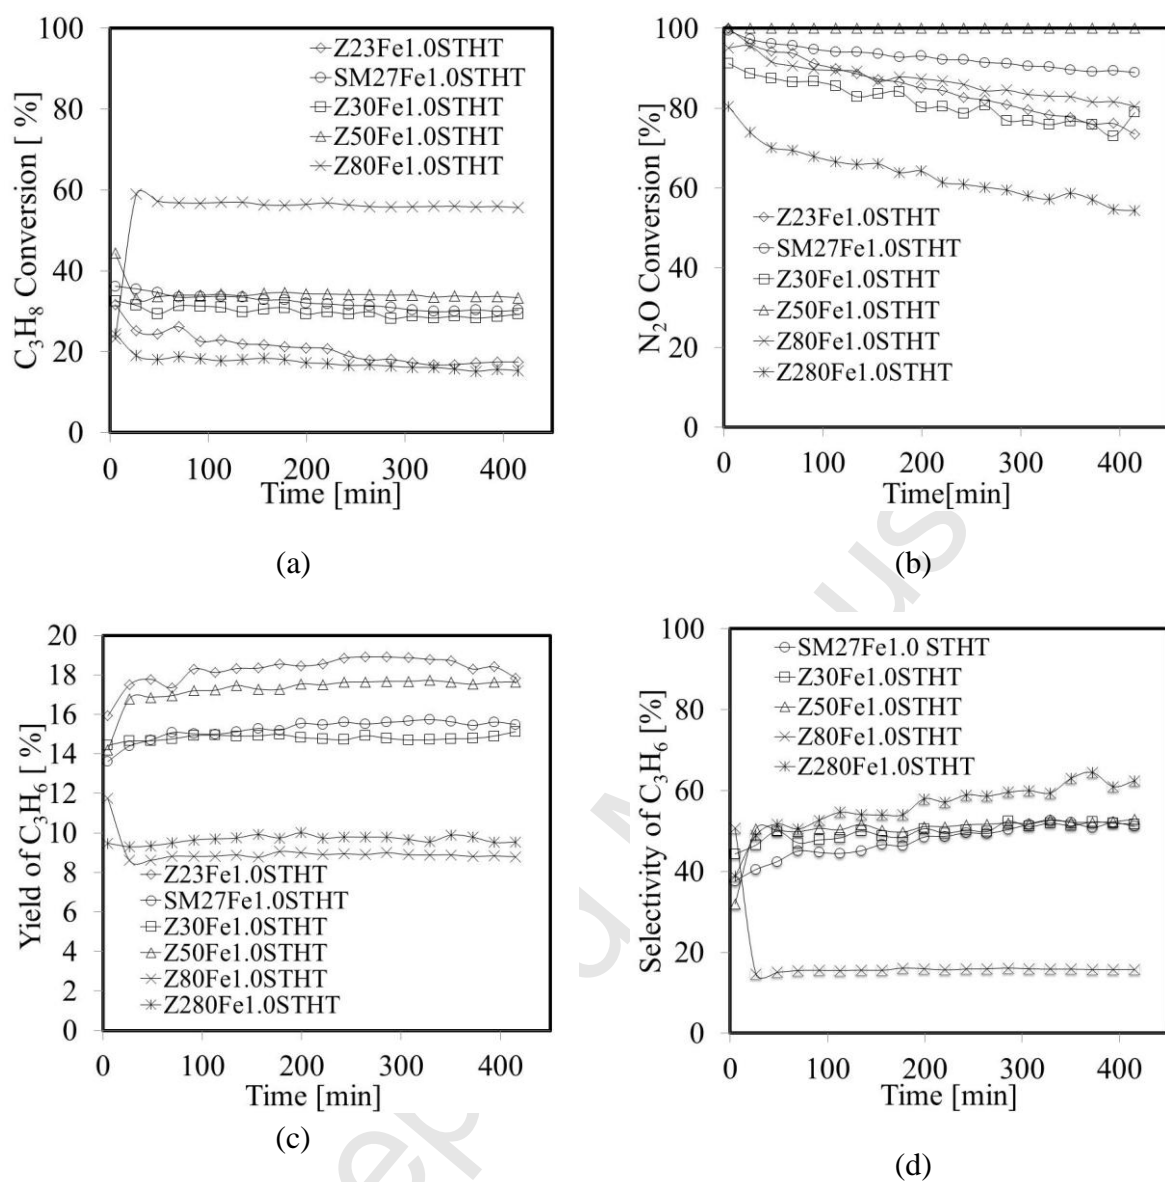 100
80
60
40
20
0
C3H8 Conversion [ %]
Z23Fe1.0STHT
SM27Fe1.0STHT
Z30Fe1.0STHT
Z50Fe1.0STHT
Z80Fe1.0STHT
0 100 200 300 400
Time [min]
(a)
100
80
60
40
20
0
N2O Conversion [%]
Z23Fe1.0STHT
SM27Fe1.0STHT
Z30Fe1.0STHT
Z50Fe1.0STHT
Z80Fe1.0STHT
Z280Fe1.0STHT
0 100 200 300 400
Time[min]
(b)
20
18
16
14
12
10
8
6
4
2
0
Yield of C3H6 [ %]
Z23Fe1.0STHT
SM27Fe1.0STHT
Z30Fe1.0STHT
Z50Fe1.0STHT
Z80Fe1.0STHT
Z280Fe1.0STHT
0 100 200 300 400
Time [min]
(c)
100
80
60
40
20
0
Selectivity of C3H6 [%]
SM27Fe1.0 STHT
Z30Fe1.0STHT
Z50Fe1.0STHT
Z80Fe1.0STHT
Z280Fe1.0STHT
0 100 200 300 400
Time [min]
(d)